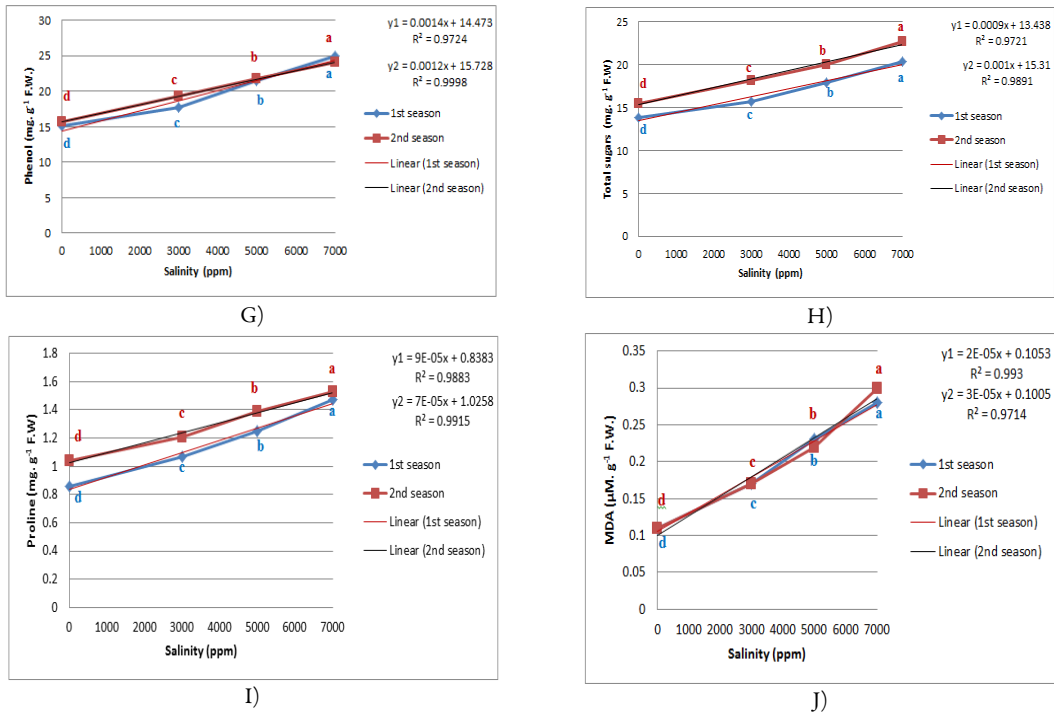 30
25
20
15
10
5
0
Phenol (mg. g⁻¹ F.W.)
a
b
c
d
a
b
c
d
0 1000 2000 3000 4000 5000 6000 7000
Salinity (ppm)
y1 = 0.0014x + 14.473
R² = 0.9724
y2 = 0.0012x + 15.728
R² = 0.9998
1st season
2nd season
Linear (1st season)
Linear (2nd season)
G)
25
20
15
10
5
0
Total sugars (mg. g⁻¹ F.W)
a
b
c
d
a
b
c
d
0 1000 2000 3000 4000 5000 6000 7000
Salinity (ppm)
y1 = 0.0009x + 13.438
R² = 0.9721
y2 = 0.001x + 15.31
R² = 0.9891
1st season
2nd season
Linear (1st season)
Linear (2nd season)
H)
1.8
1.6
1.4
1.2
1
0.8
0.6
0.4
0.2
0
Proline (mg. g⁻¹ F.W)
a
b
c
d
a
b
c
d
0 1000 2000 3000 4000 5000 6000 7000
Salinity (ppm)
y1 = 9E-05x + 0.8383
R² = 0.9883
y2 = 7E-05x + 1.0258
R² = 0.9915
1st season
2nd season
Linear (1st season)
Linear (2nd season)
I)
0.35
0.3
0.25
0.2
0.15
0.1
0.05
0
MDA (μM. g⁻¹ F.W.)
a
b
c
d
a
b
c
d
0 1000 2000 3000 4000 5000 6000 7000
Salinity (ppm)
y1 = 2E-05x + 0.1053
R² = 0.993
y2 = 3E-05x + 0.1005
R² = 0.9714
1st season
2nd season
Linear (1st season)
Linear (2nd season)
J)